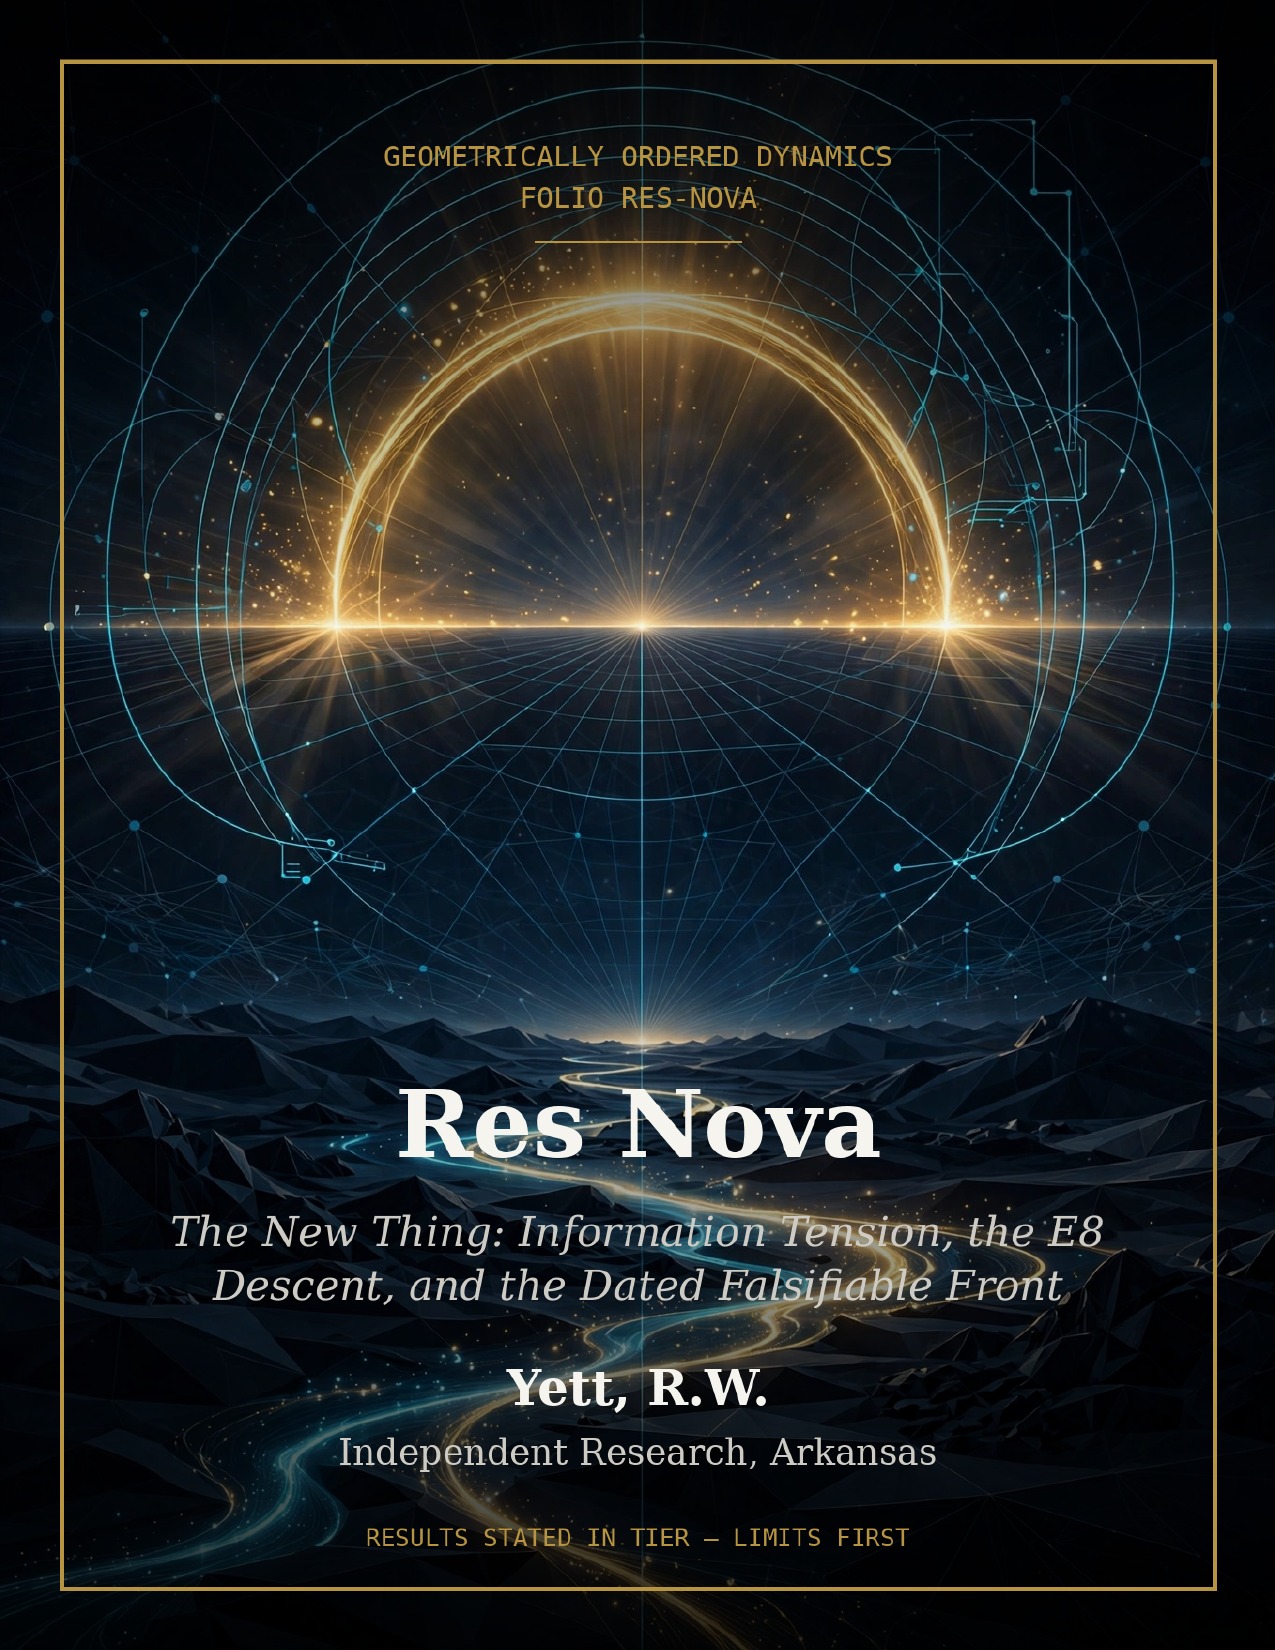 GEOMETRICALLY ORDERED DYNAMICS
FOLIO RES-NOVA
Res Nova
The New Thing: Information Tension, the E8
Descent, and the Dated Falsifiable Front
Yett, R.W.
Independent Research, Arkansas
RESULTS STATED IN TIER — LIMITS FIRST